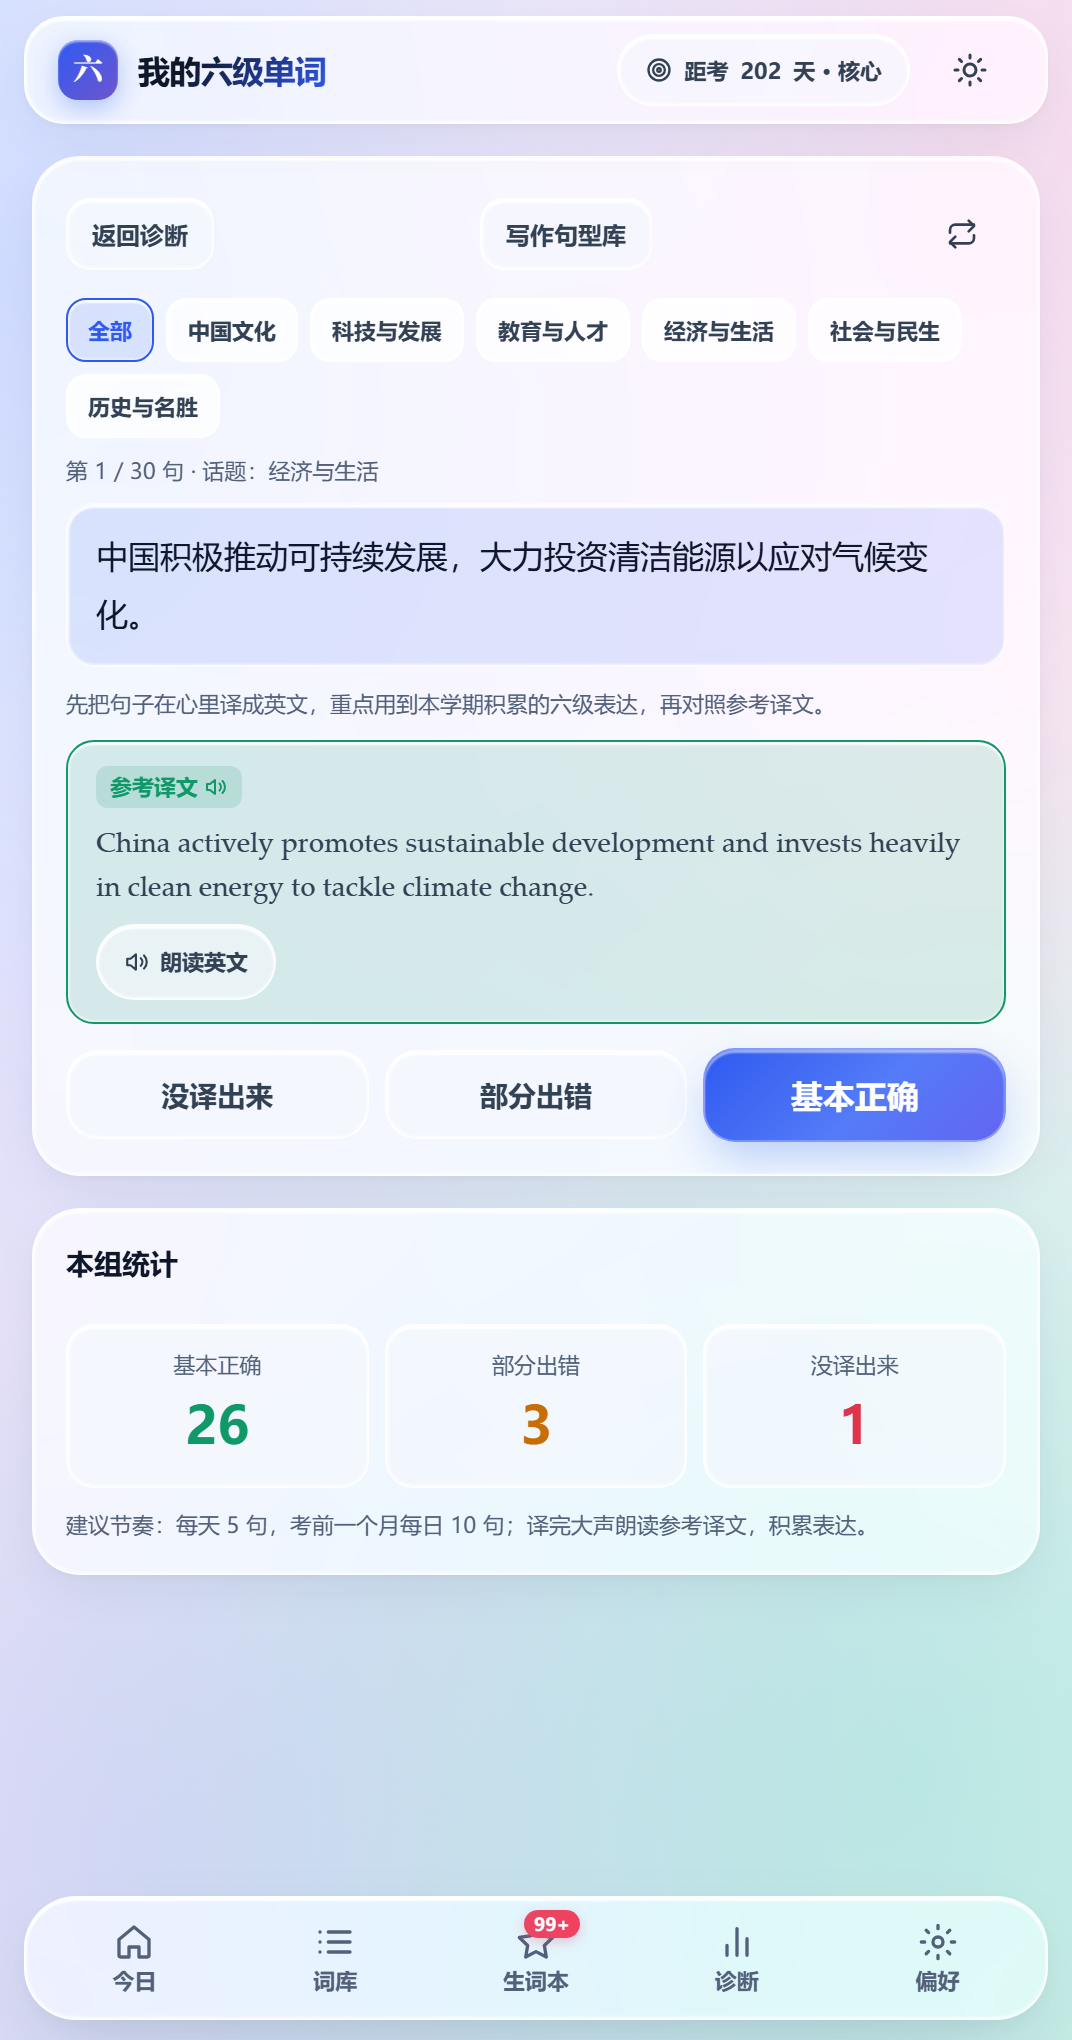 六 我的六级单词 距考 202 天 • 核心
返回诊断 写作句型库
全部 中国文化 科技与发展 教育与人才 经济与生活 社会与民生
历史与名胜
第 1 / 30 句 · 话题：经济与生活
中国积极推动可持续发展，大力投资清洁能源以应对气候变
化。
先把句子在心里译成英文，重点用到本学期积累的六级表达，再对照参考译文。
参考译文
China actively promotes sustainable development and invests heavily
in clean energy to tackle climate change.
朗读英文
没译出来 部分出错 基本正确
本组统计
基本正确 部分出错 没译出来
26 3 1
建议节奏：每天 5 句，考前一个月每日 10 句；译完大声朗读参考译文，积累表达。
99+
今日 词库 生词本 诊断 偏好